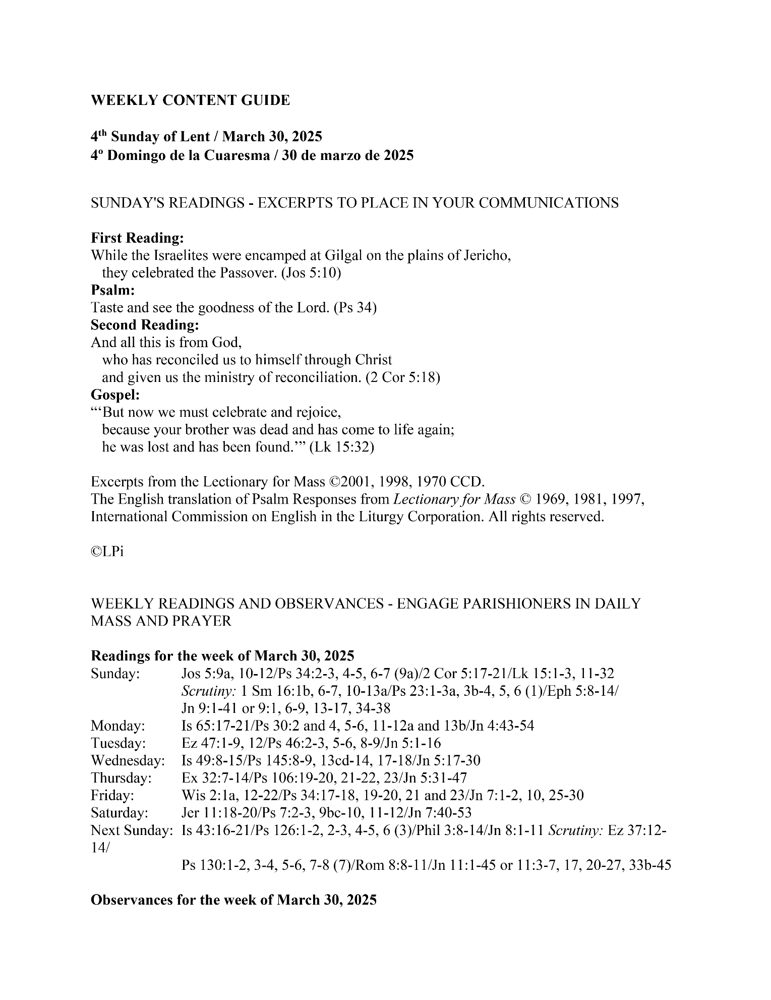 WEEKLY CONTENT GUIDE
4th Sunday of Lent / March 30, 2025
4º Domingo de la Cuaresma / 30 de marzo de 2025
SUNDAY'S READINGS - EXCERPTS TO PLACE IN YOUR COMMUNICATIONS
First Reading:
While the Israelites were encamped at Gilgal on the plains of Jericho,
they celebrated the Passover. (Jos 5:10)
Psalm:
Taste and see the goodness of the Lord. (Ps 34)
Second Reading:
And all this is from God,
who has reconciled us to himself through Christ
and given us the ministry of reconciliation. (2 Cor 5:18)
Gospel:
“‘But now we must celebrate and rejoice,
because your brother was dead and has come to life again;
he was lost and has been found.’” (Lk 15:32)
Excerpts from the Lectionary for Mass ©2001, 1998, 1970 CCD.
The English translation of Psalm Responses from Lectionary for Mass © 1969, 1981, 1997,
International Commission on English in the Liturgy Corporation. All rights reserved.
©LPi
WEEKLY READINGS AND OBSERVANCES - ENGAGE PARISHIONERS IN DAILY
MASS AND PRAYER
Readings for the week of March 30, 2025
Sunday: Jos 5:9a, 10-12/Ps 34:2-3, 4-5, 6-7 (9a)/2 Cor 5:17-21/Lk 15:1-3, 11-32
Scrutiny: 1 Sm 16:1b, 6-7, 10-13a/Ps 23:1-3a, 3b-4, 5, 6 (1)/Eph 5:8-14/
Jn 9:1-41 or 9:1, 6-9, 13-17, 34-38
Monday: Is 65:17-21/Ps 30:2 and 4, 5-6, 11-12a and 13b/Jn 4:43-54
Tuesday: Ez 47:1-9, 12/Ps 46:2-3, 5-6, 8-9/Jn 5:1-16
Wednesday: Is 49:8-15/Ps 145:8-9, 13cd-14, 17-18/Jn 5:17-30
Thursday: Ex 32:7-14/Ps 106:19-20, 21-22, 23/Jn 5:31-47
Friday: Wis 2:1a, 12-22/Ps 34:17-18, 19-20, 21 and 23/Jn 7:1-2, 10, 25-30
Saturday: Jer 11:18-20/Ps 7:2-3, 9bc-10, 11-12/Jn 7:40-53
Next Sunday: Is 43:16-21/Ps 126:1-2, 2-3, 4-5, 6 (3)/Phil 3:8-14/Jn 8:1-11 Scrutiny: Ez 37:12-
14/
Ps 130:1-2, 3-4, 5-6, 7-8 (7)/Rom 8:8-11/Jn 11:1-45 or 11:3-7, 17, 20-27, 33b-45
Observances for the week of March 30, 2025